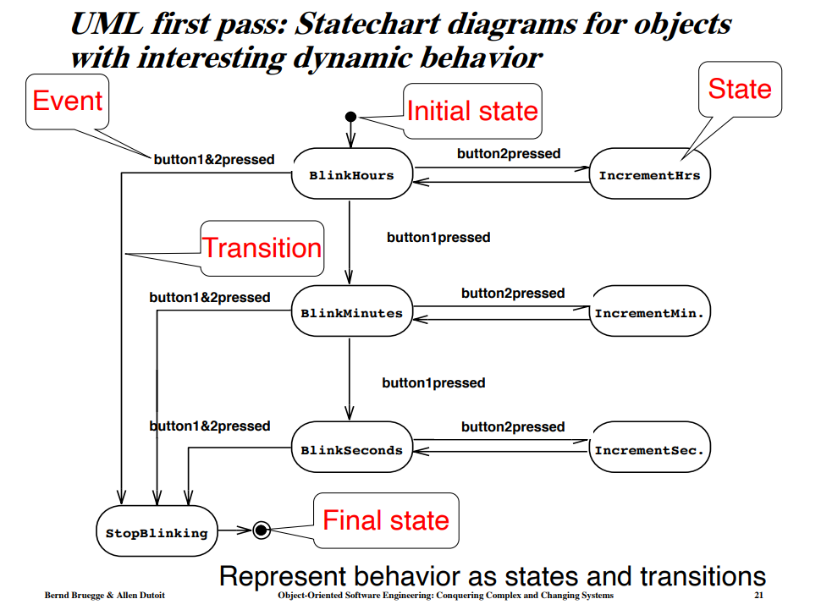 UML first pass: Statechart diagrams for objects
with interesting dynamic behavior
Event
Initial state
State
button1&2pressed
button2pressed
BlinkHours
IncrementHrs
Transition
button1pressed
button1&2pressed
button2pressed
BlinkMinutes
IncrementMin.
button1pressed
button1&2pressed
button2pressed
BlinkSeconds
IncrementSec.
StopBlinking
Final state
Represent behavior as states and transitions
Bernd Bruegge & Allen Dutoit
Object-Oriented Software Engineering: Conquering Complex and Changing Systems
21